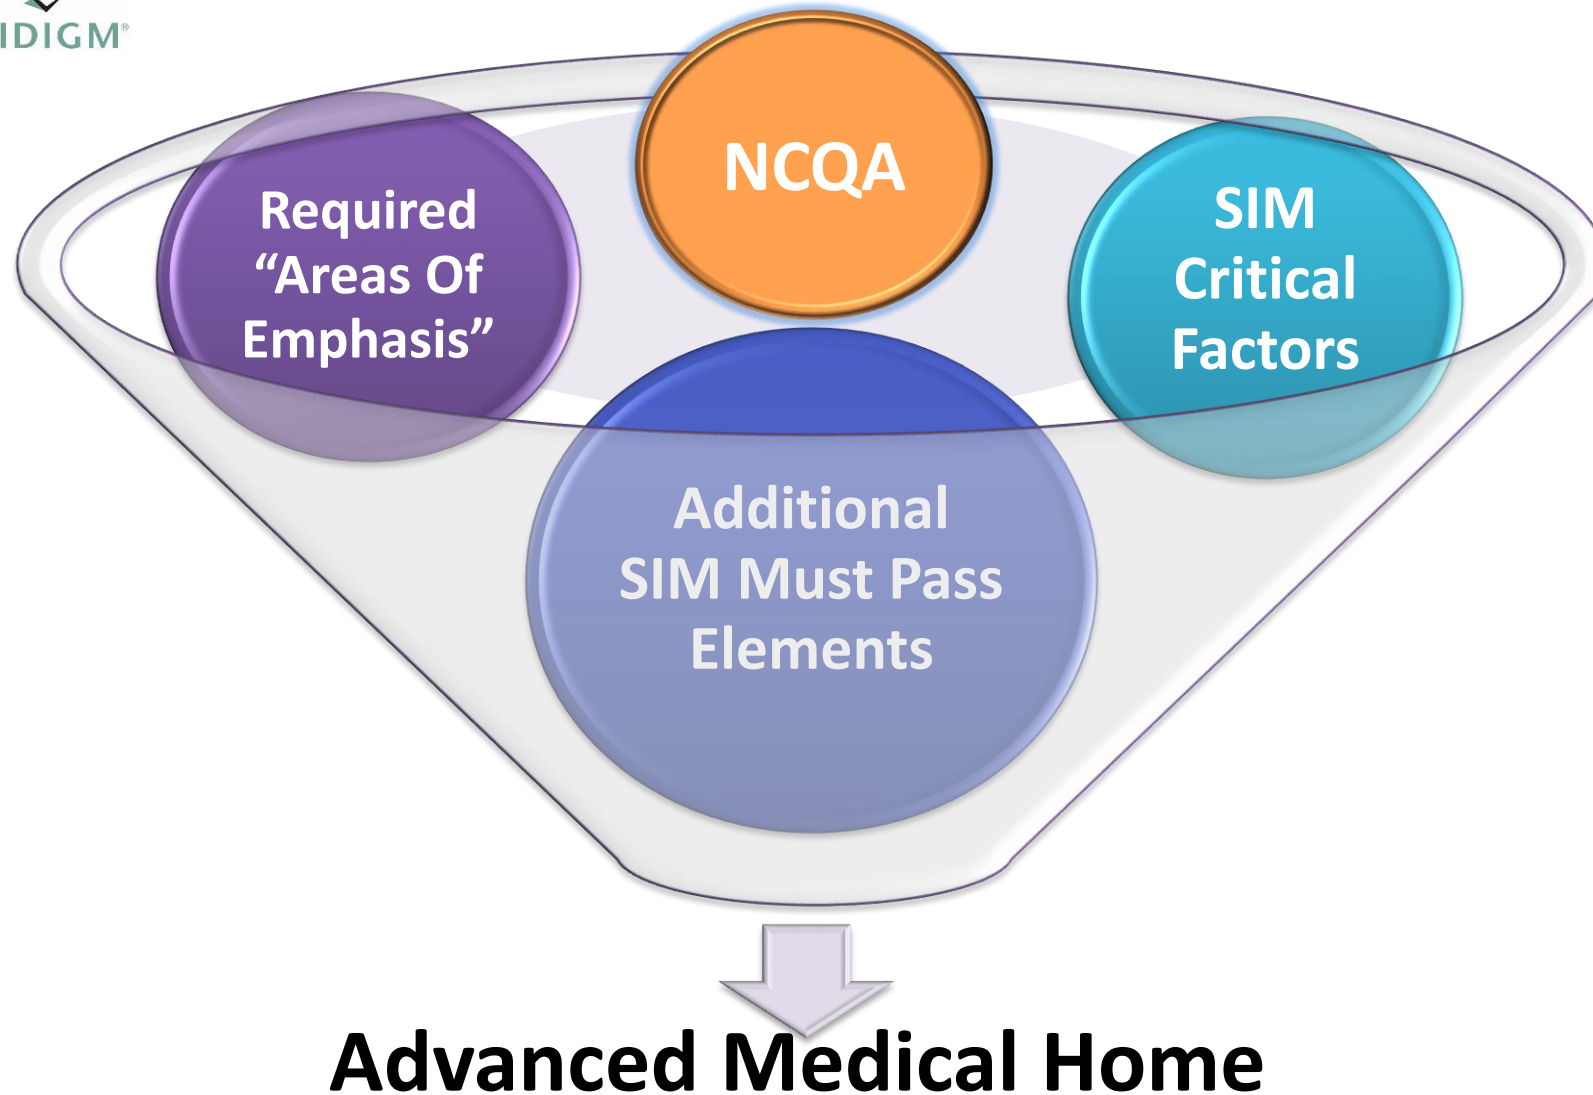 IDIGM®
NCQA
Required
“Areas Of
Emphasis”
SIM
Critical
Factors
Additional
SIM Must Pass
Elements
Advanced Medical Home